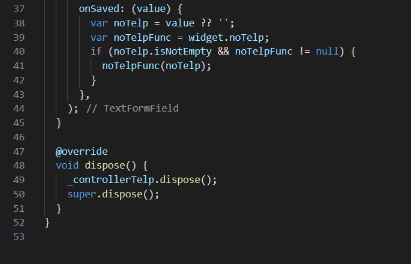 37 onSaved: (value) {
38 var noTelp = value ?? '';
39 var noTelpFunc = widget.noTelp;
40 if (noTelp.isNotEmpty && noTelpFunc != null) {
41 noTelpFunc(noTelp);
42 }
43 },
44 ); // TextFormField
45 }
46
47 @override
48 void dispose() {
49 _controllerTelp.dispose();
50 super.dispose();
51 }
52 }
53